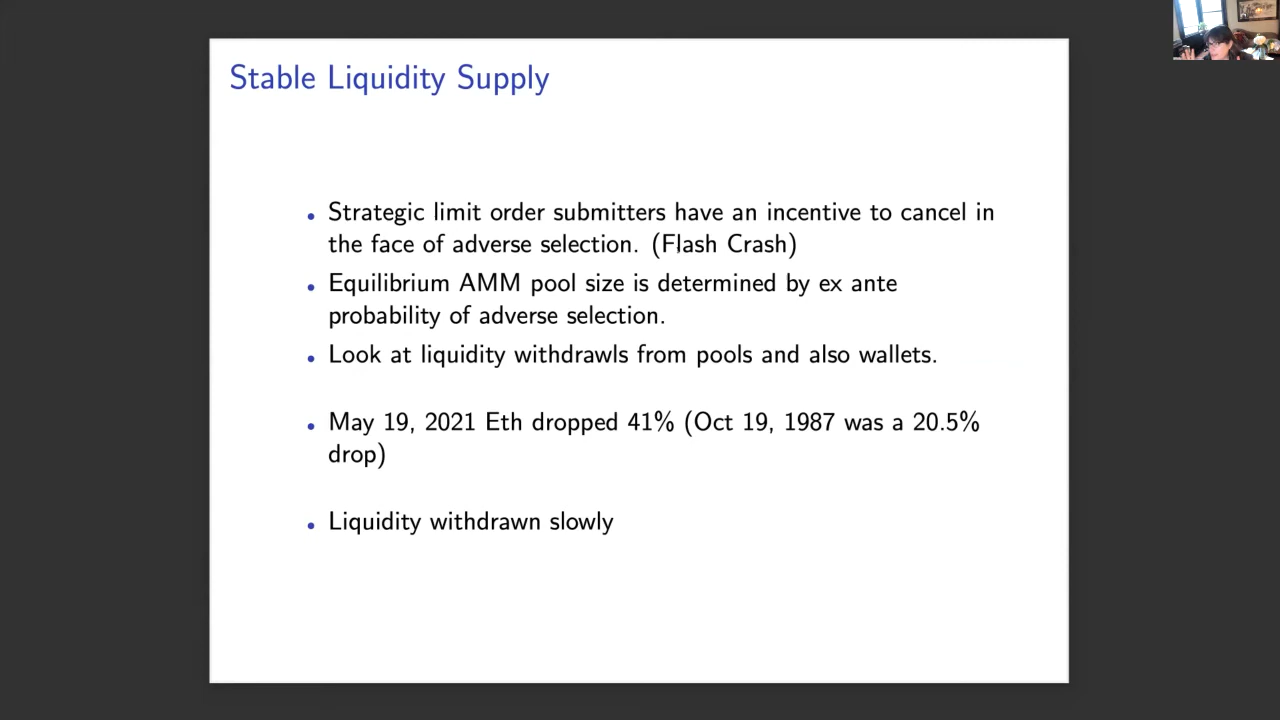 Stable Liquidity Supply
Strategic limit order submitters have an incentive to cancel in
the face of adverse selection. (Flash Crash)
Equilibrium AMM pool size is determined by ex ante
probability of adverse selection.
Look at liquidity withdrawls from pools and also wallets.
May 19, 2021 Eth dropped 41% (Oct 19, 1987 was a 20.5%
drop)
Liquidity withdrawn slowly